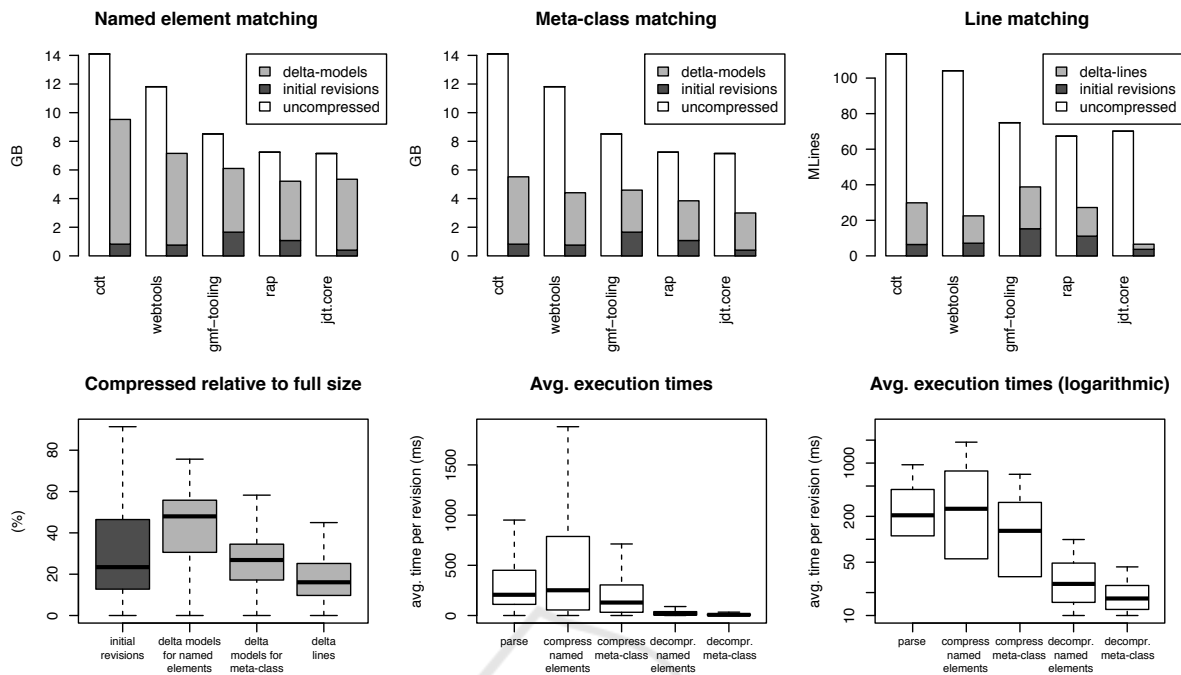 Named element matching
GB
14
12
10
8
6
4
2
0
delta-models
initial revisions
uncompressed
cdt
webtools
gmf-tooling
rap
jdt.core
Meta-class matching
GB
14
12
10
8
6
4
2
0
detla-models
initial revisions
uncompressed
cdt
webtools
gmf-tooling
rap
jdt.core
Line matching
MLines
100
80
60
40
20
0
delta-lines
initial revisions
uncompressed
cdt
webtools
gmf-tooling
rap
jdt.core
Compressed relative to full size
(%)
80
60
40
20
0
initial
revisions
delta models
for named
elements
delta
models for
meta-class
delta
lines
Avg. execution times
avg. time per revision (ms)
1500
1000
500
0
parse
compress
named
elements
compress
meta-class
decompr.
named
elements
decompr.
meta-class
Avg. execution times (logarithmic)
avg. time per revision (ms)
1000
200
50
10
parse
compress
named
elements
compress
meta-class
decompr.
named
elements
decompr.
meta-class